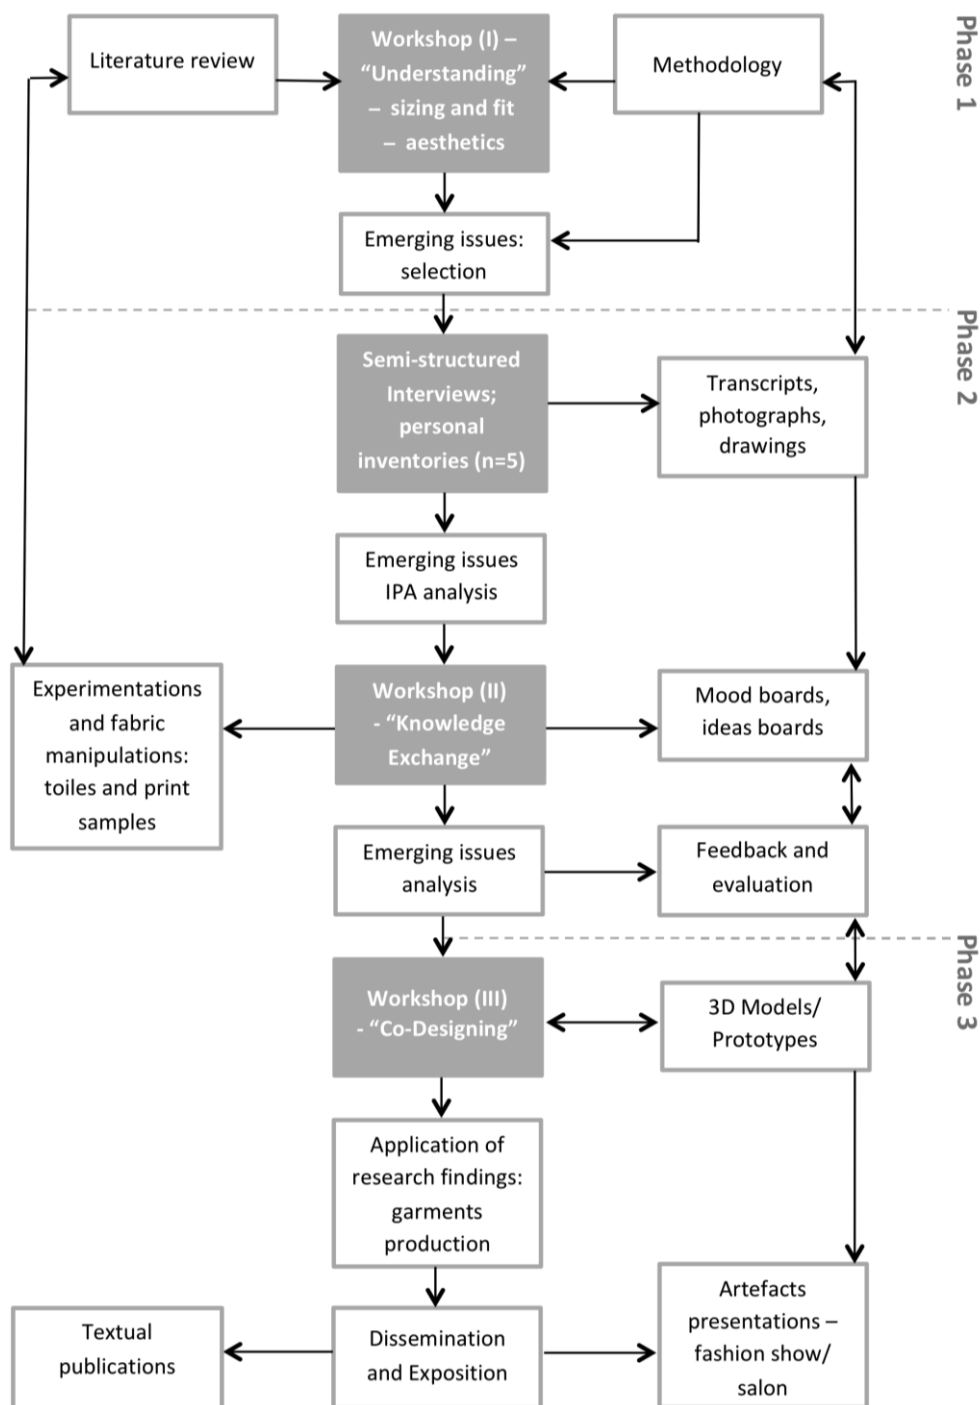 Phase 1
Literature review
Workshop (I) –
“Understanding”
– sizing and fit
– aesthetics
Methodology
Emerging issues:
selection
Phase 2
Semi-structured
Interviews;
personal
inventories (n=5)
Transcripts,
photographs,
drawings
Emerging issues
IPA analysis
Experimentations
and fabric
manipulations:
toiles and print
samples
Workshop (II)
- “Knowledge
Exchange”
Mood boards,
ideas boards
Emerging issues
analysis
Feedback and
evaluation
Phase 3
Workshop (III)
- “Co-Designing”
3D Models/
Prototypes
Application of
research findings:
garments
production
Textual
publications
Dissemination
and Exposition
Artefacts
presentations –
fashion show/
salon